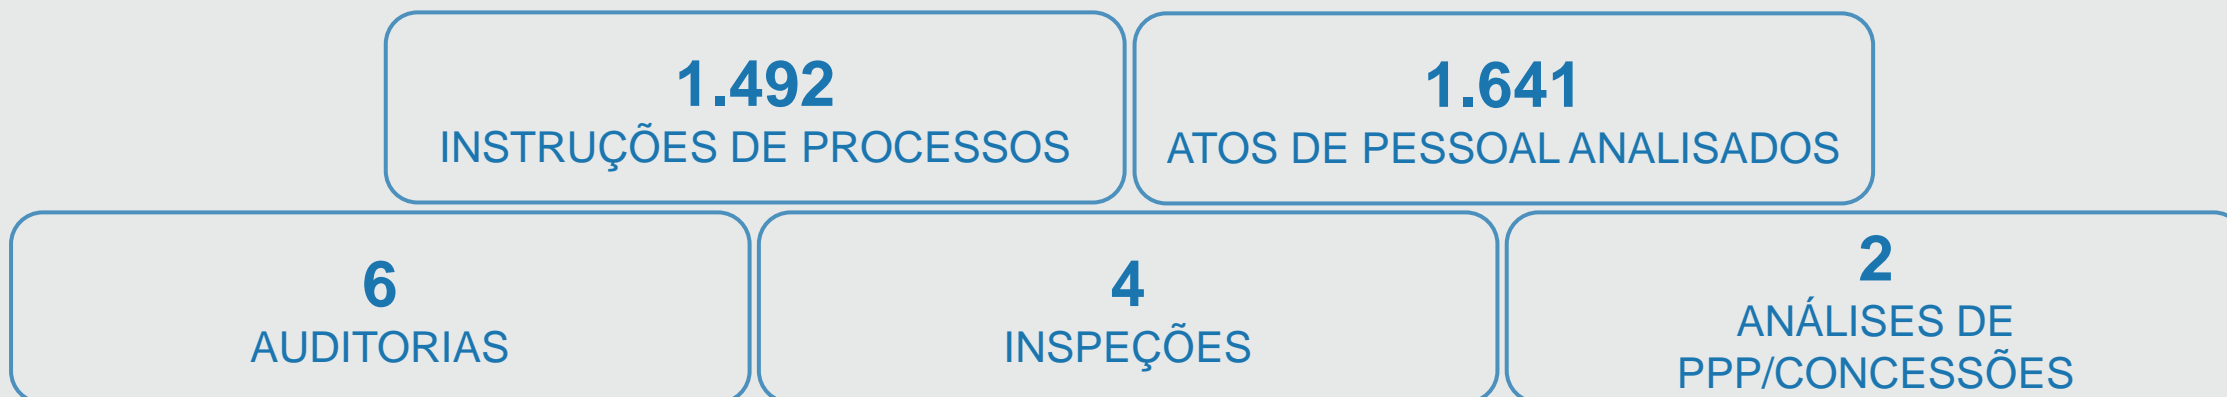 1.492
INSTRUÇÕES DE PROCESSOS
1.641
ATOS DE PESSOAL ANALISADOS
6
AUDITORIAS
4
INSPEÇÕES
2
ANÁLISES DE
PPP/CONCESSÕES